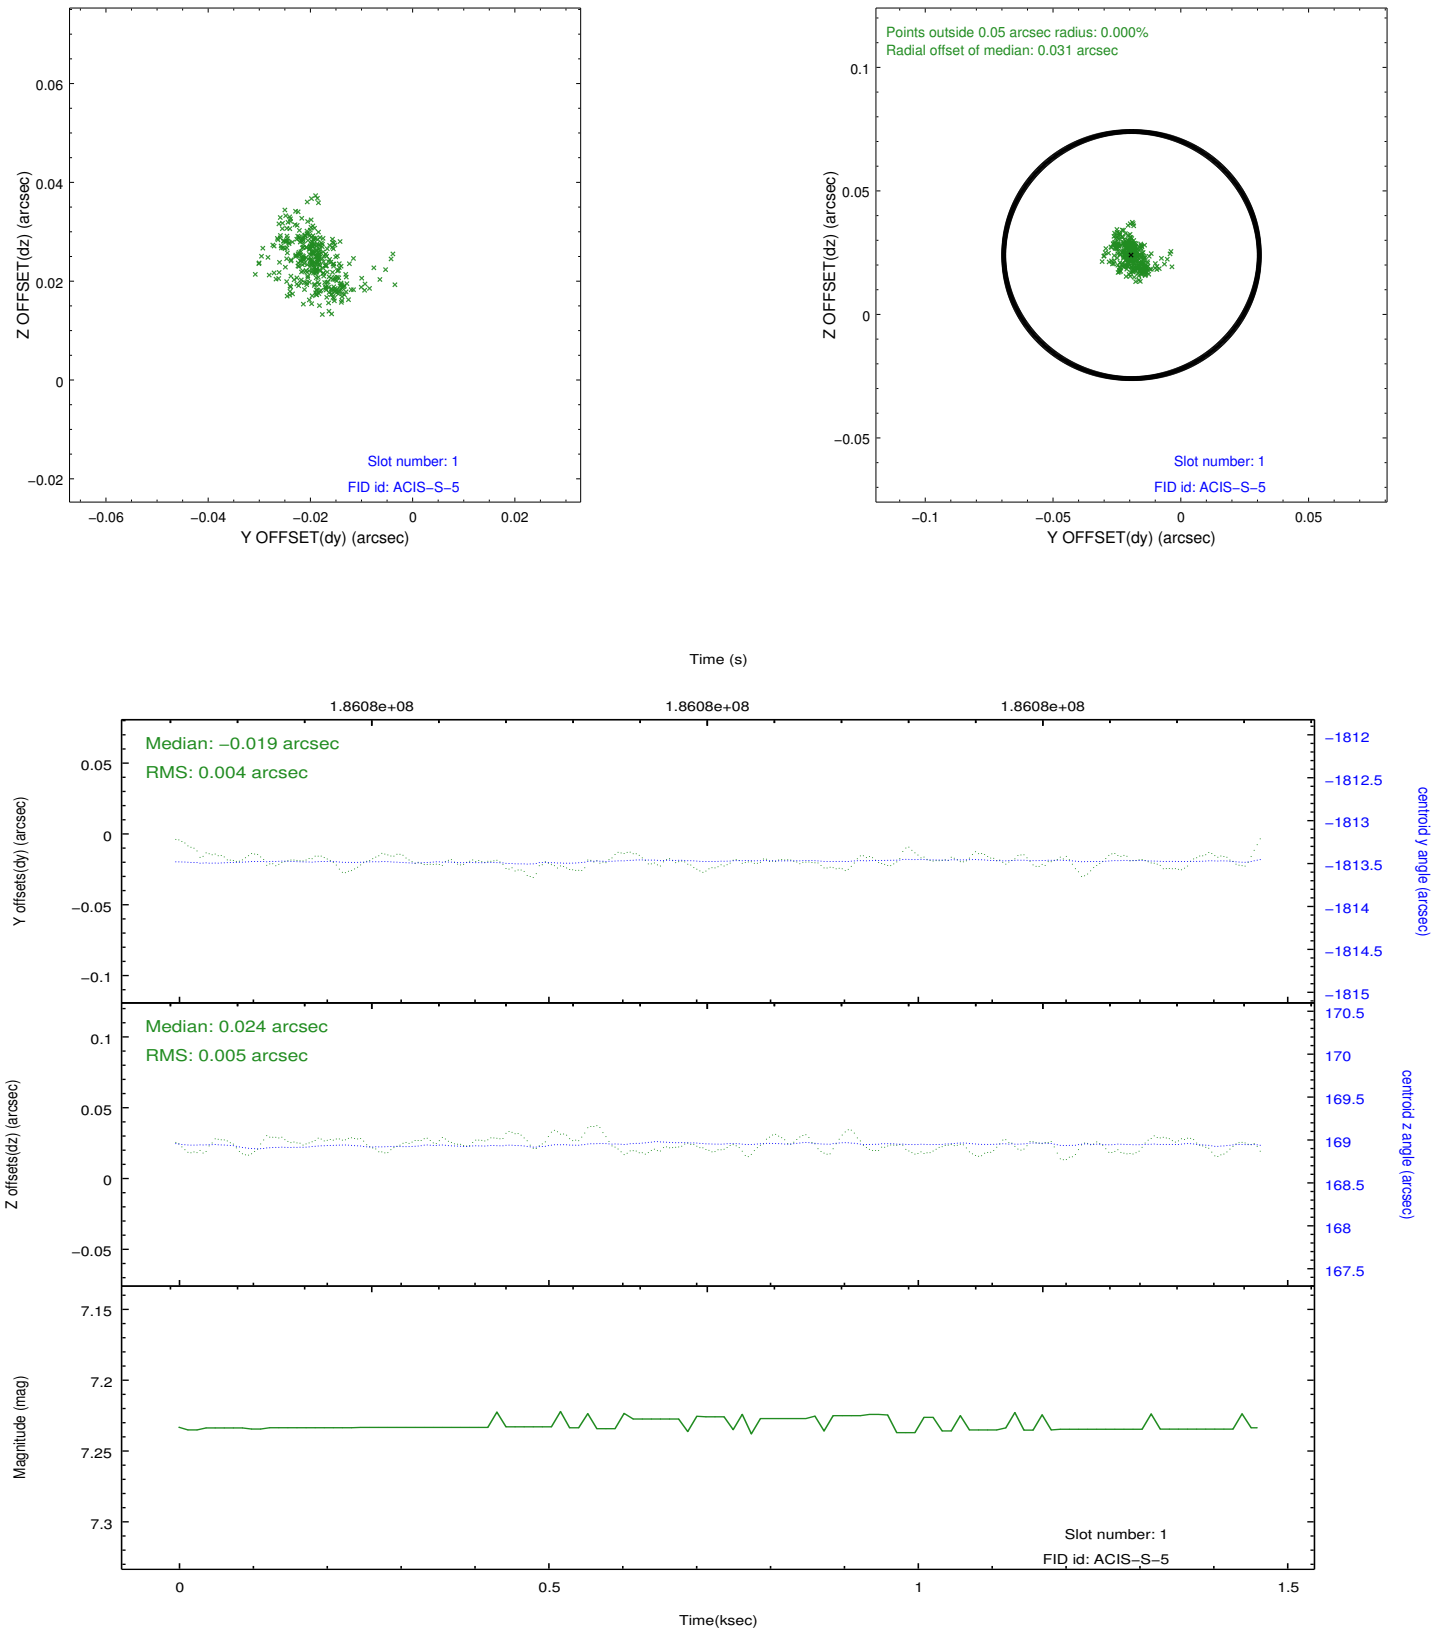 0.06
0.04
0.02
0
−0.02
Z OFFSET(dz) (arcsec)
Slot number: 1
FID id: ACIS−S−5
−0.06
−0.04
−0.02
0
0.02
Y OFFSET(dy) (arcsec)
Points outside 0.05 arcsec radius: 0.000%
Radial offset of median: 0.031 arcsec
0.1
0.05
0
−0.05
Z OFFSET(dz) (arcsec)
Slot number: 1
FID id: ACIS−S−5
−0.1
−0.05
0
0.05
Y OFFSET(dy) (arcsec)
Time (s)
1.8608e+08
1.8608e+08
1.8608e+08
Median: −0.019 arcsec
RMS: 0.004 arcsec
0.05
0
−0.05
−0.1
Y offsets(dy) (arcsec)
−1812
−1812.5
−1813
−1813.5
−1814
−1814.5
−1815
centroid y angle (arcsec)
Median: 0.024 arcsec
RMS: 0.005 arcsec
0.1
0.05
0
−0.05
Z offsets(dz) (arcsec)
170.5
170
169.5
169
168.5
168
167.5
centroid z angle (arcsec)
7.15
7.2
7.25
7.3
Magnitude (mag)
Slot number: 1
FID id: ACIS−S−5
0
0.5
1
1.5
Time(ksec)